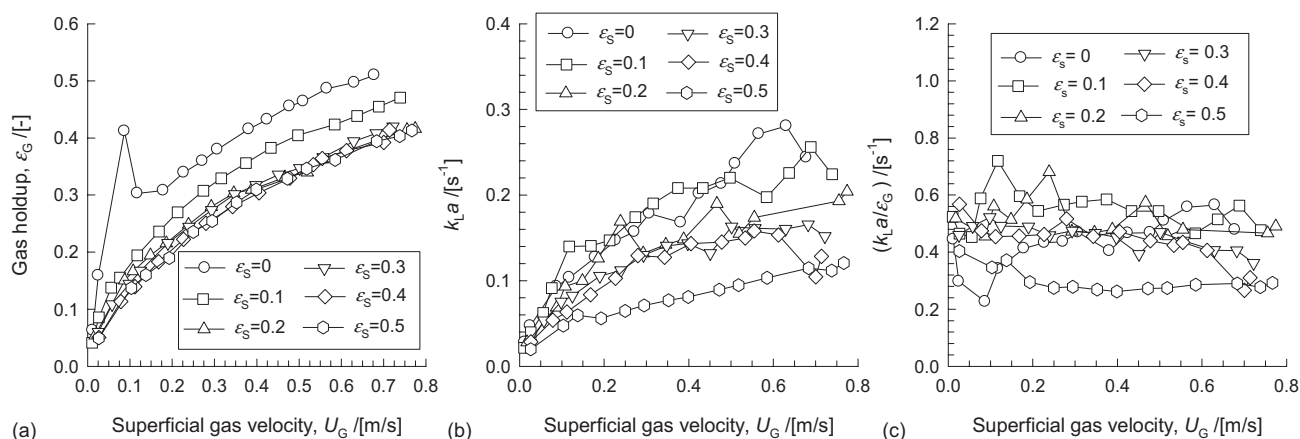 0.6
0.5
0.4
0.3
0.2
0.1
0.0
Gas holdup, εG /[-]
0.0 0.1 0.2 0.3 0.4 0.5 0.6 0.7 0.8
εS=0
εS=0.1
εS=0.2
εS=0.3
εS=0.4
εS=0.5
(a)
Superficial gas velocity, UG /[m/s]
0.4
0.3
0.2
0.1
0.0
kLa /[s-1]
0.0 0.2 0.4 0.6 0.8
εS=0
εS=0.1
εS=0.2
εS=0.3
εS=0.4
εS=0.5
(b)
Superficial gas velocity, UG /[m/s]
1.2
1.0
0.8
0.6
0.4
0.2
0.0
(kLa/εG) /[s-1]
0.0 0.2 0.4 0.6 0.8
εs= 0
εs= 0.1
εs= 0.2
εs= 0.3
εs= 0.4
εs= 0.5
(c)
Superficial gas velocity, UG /[m/s]